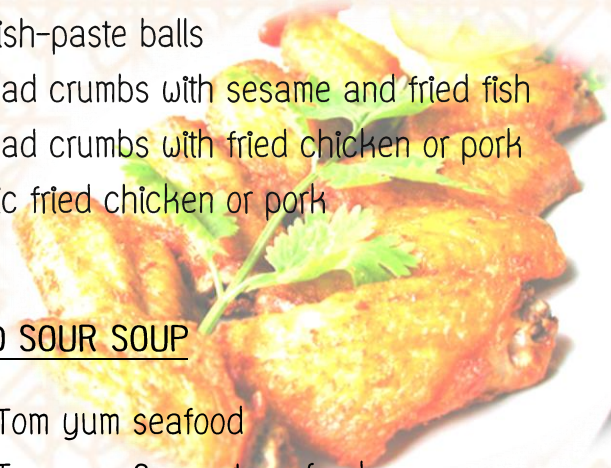 ish-paste balls
ad crumbs with sesame and fried fish
ad crumbs with fried chicken or pork
c fried chicken or pork
SOUR SOUP
Tom yum seafood